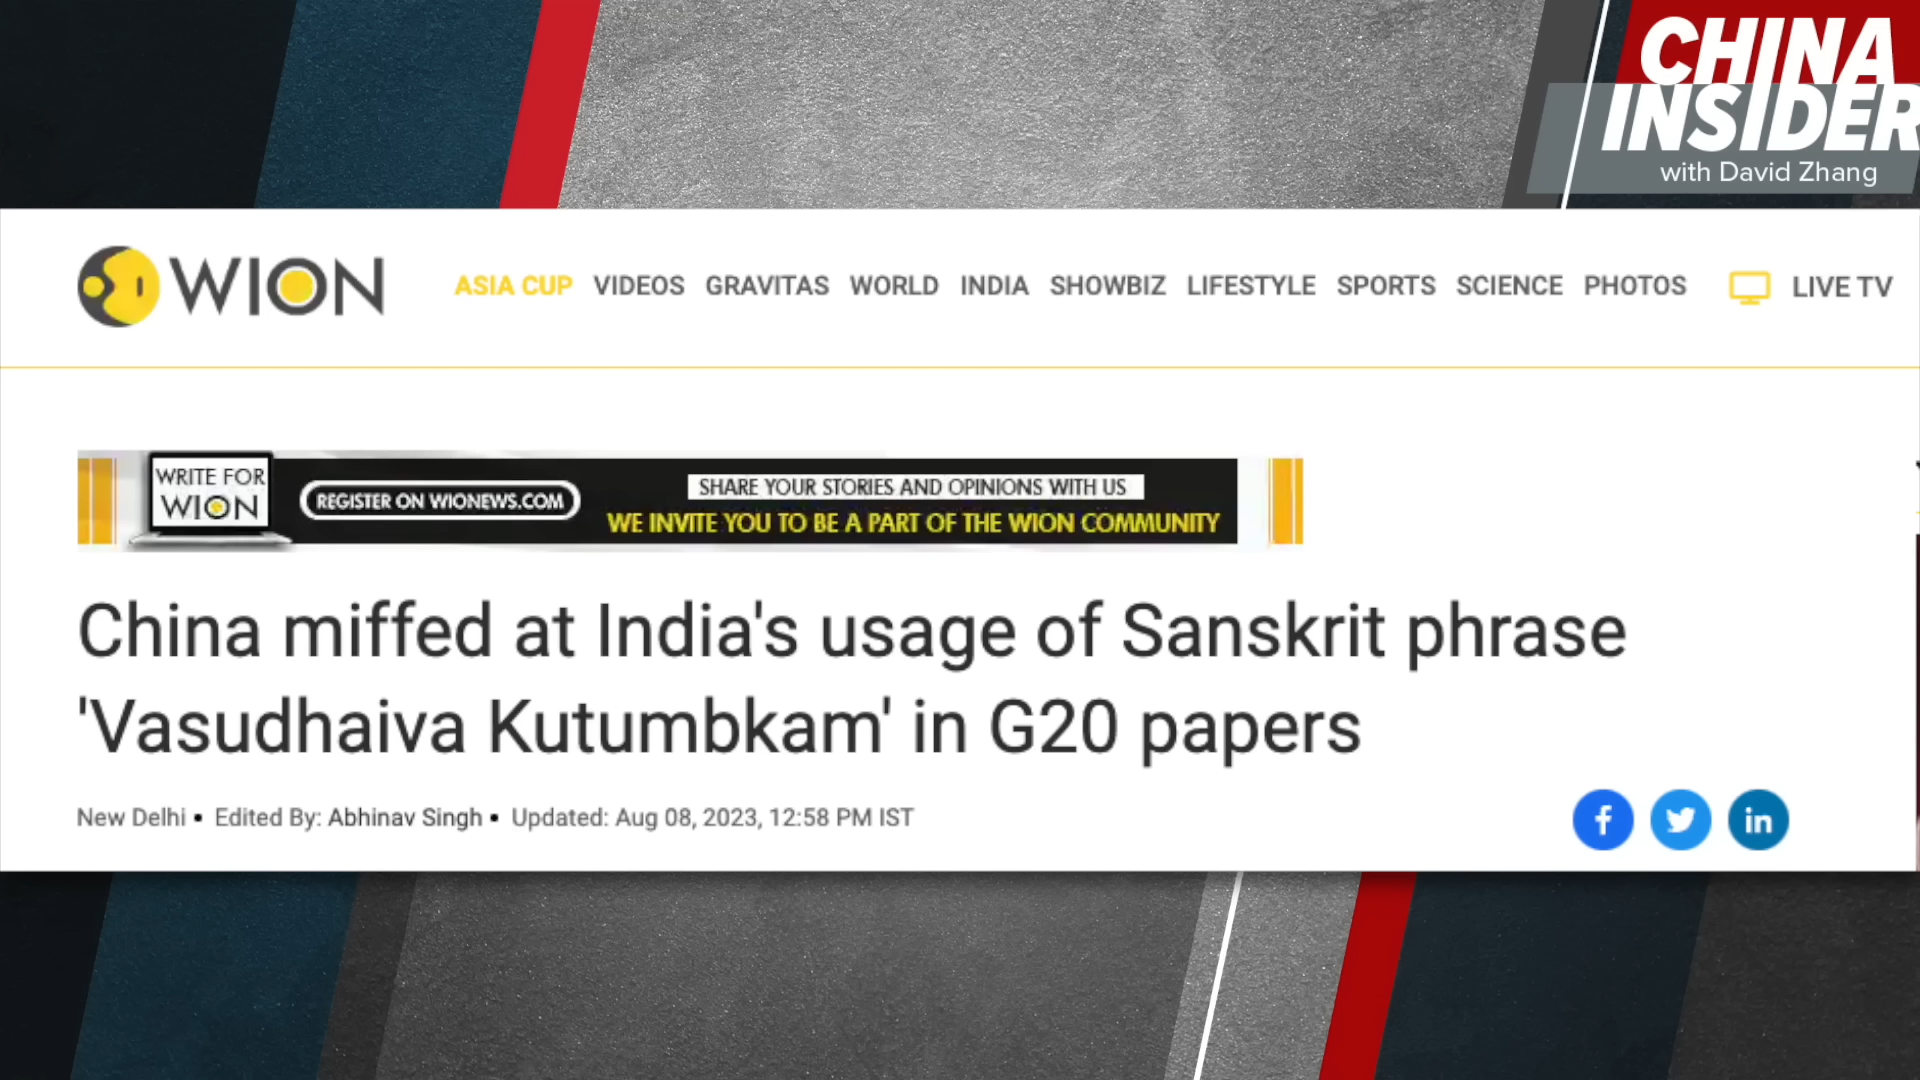 CHINA
INSIDER
with David Zhang
WION
ASIA CUP VIDEOS GRAVITAS WORLD INDIA SHOWBIZ LIFESTYLE SPORTS SCIENCE PHOTOS LIVE TV
WRITE FOR
WION
REGISTER ON WIONEWS.COM
SHARE YOUR STORIES AND OPINIONS WITH US
WE INVITE YOU TO BE A PART OF THE WION COMMUNITY
China miffed at India's usage of Sanskrit phrase
'Vasudhaiva Kutumbkam' in G20 papers
New Delhi • Edited By: Abhinav Singh • Updated: Aug 08, 2023, 12:58 PM IST
f
in